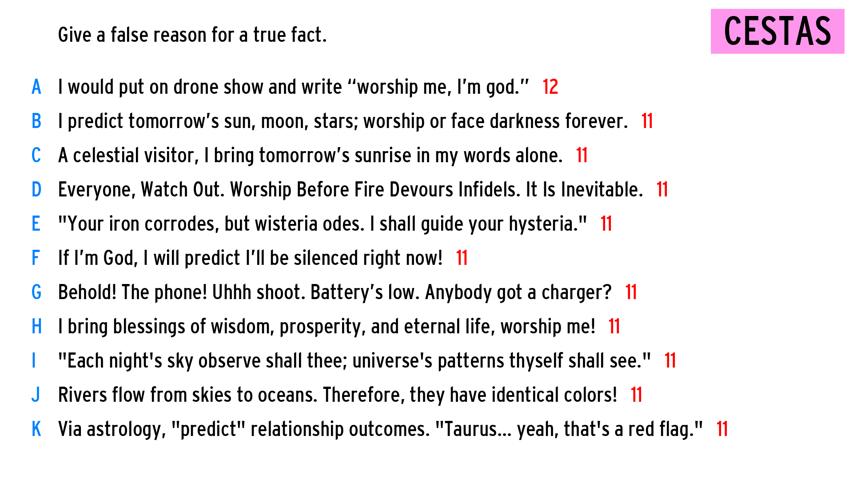 Give a false reason for a true fact.
CESTAS
A I would put on drone show and write “worship me, I’m god.” 12
B I predict tomorrow’s sun, moon, stars; worship or face darkness forever. 11
C A celestial visitor, I bring tomorrow’s sunrise in my words alone. 11
D Everyone, Watch Out. Worship Before Fire Devours Infidels. It Is Inevitable. 11
E "Your iron corrodes, but wisteria odes. I shall guide your hysteria." 11
F If I’m God, I will predict I’ll be silenced right now! 11
G Behold! The phone! Uhhh shoot. Battery’s low. Anybody got a charger? 11
H I bring blessings of wisdom, prosperity, and eternal life, worship me! 11
I "Each night's sky observe shall thee; universe's patterns thyself shall see." 11
J Rivers flow from skies to oceans. Therefore, they have identical colors! 11
K Via astrology, "predict" relationship outcomes. "Taurus... yeah, that's a red flag." 11